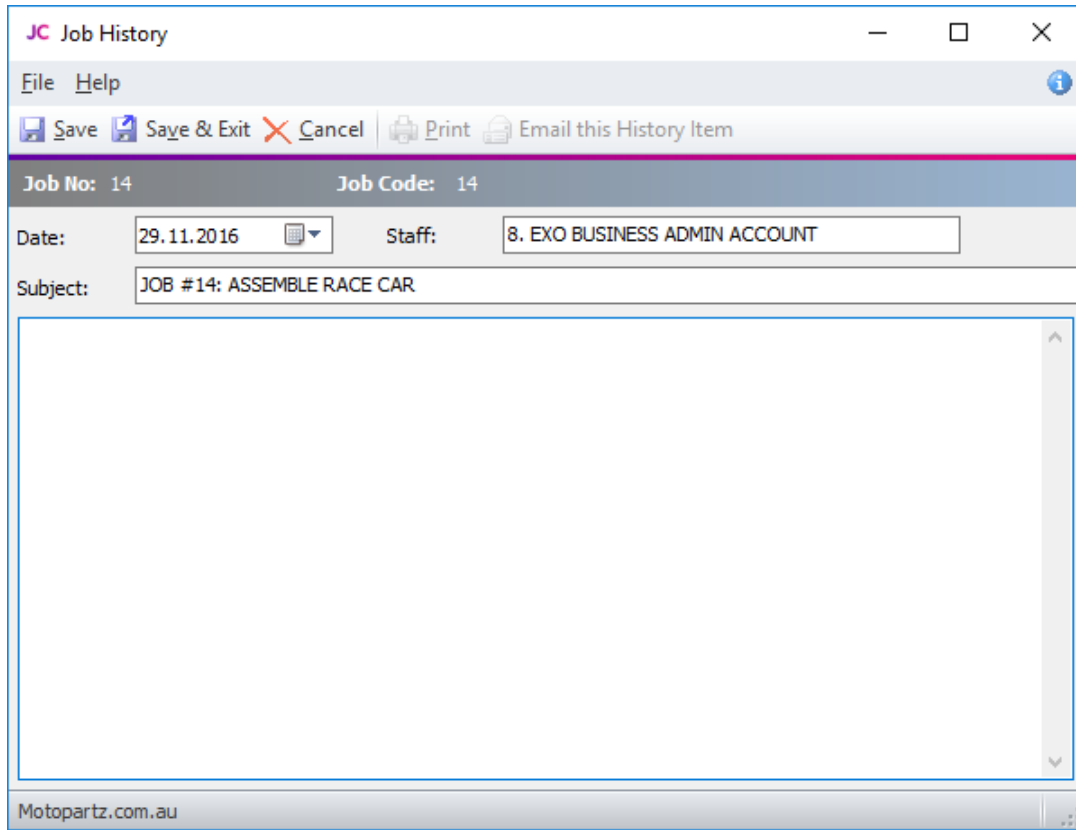 JC Job History
File Help
Save Save & Exit Cancel Print Email this History Item
Job No: 14 Job Code: 14
Date: 29.11.2016 Staff: 8. EXO BUSINESS ADMIN ACCOUNT
Subject: JOB #14: ASSEMBLE RACE CAR
Motopartz.com.au